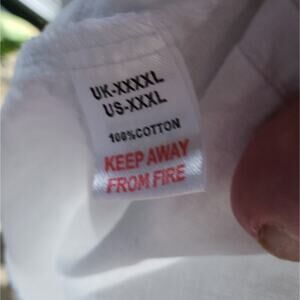 UK-XXXXL
US-XXXL
100%COTTON
KEEP AWAY
FROM FIRE